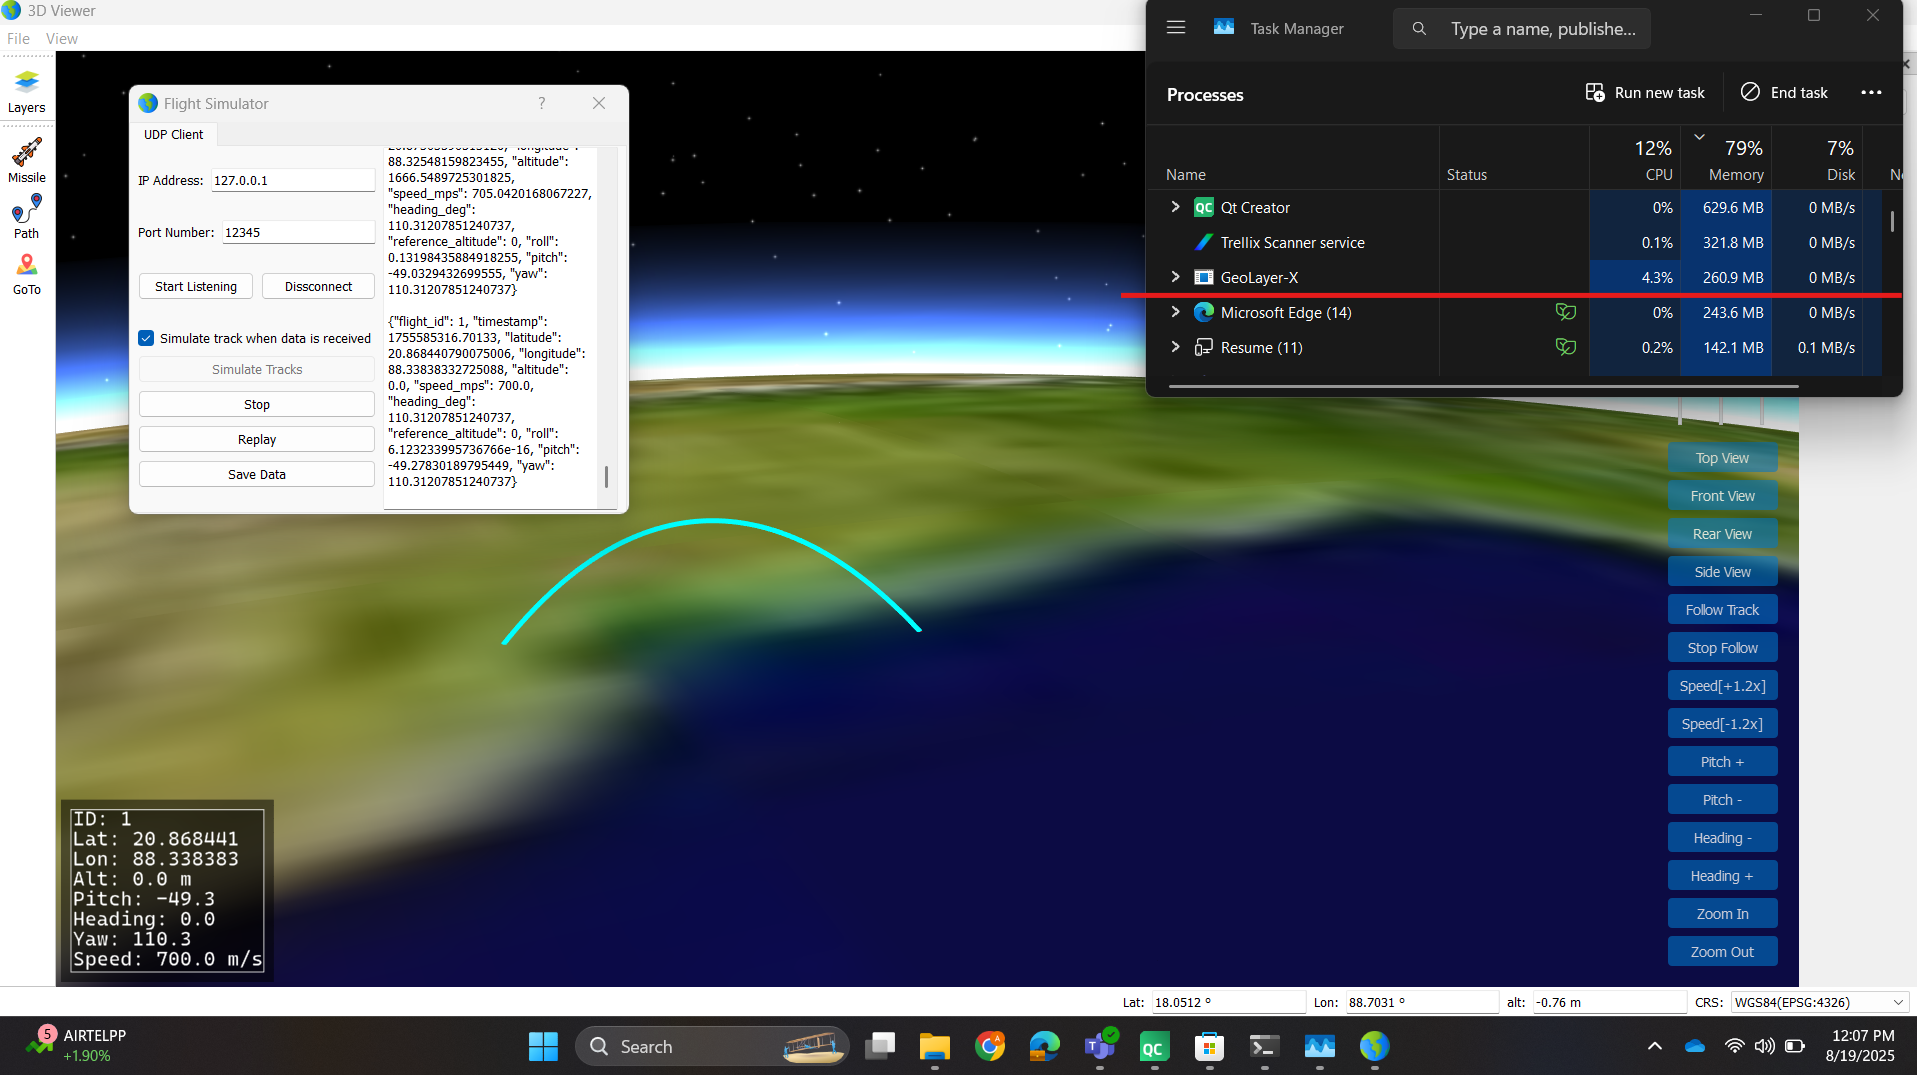 3D Viewer
File View
Layers
Missile
Path
GoTo
Flight Simulator
?
UDP Client
IP Address: 127.0.0.1
Port Number: 12345
Start Listening Disconnect
Simulate track when data is received
Simulate Tracks
Stop
Replay
Save Data
88.32548159823455, "altitude":
1666.5489725301825,
"speed_mps": 705.0420168067227,
"heading_deg":
110.31207851240737,
"reference_altitude": 0, "roll":
0.13198435884918255, "pitch":
-49.0329432699555, "yaw":
110.31207851240737}
{"flight_id": 1, "timestamp":
1755585316.70133, "latitude":
20.868440790075006, "longitude":
88.33838332725088, "altitude":
0.0, "speed_mps": 700.0,
"heading_deg":
110.31207851240737,
"reference_altitude": 0, "roll":
6.123233995736766e-16, "pitch":
-49.27830189795449, "yaw":
110.31207851240737}
Task Manager
Type a name, publishe...
Processes
Run new task
End task
12% 79% 7%
Name Status CPU Memory Disk
QC Qt Creator 0% 629.6 MB 0 MB/s
Trellix Scanner service 0.1% 321.8 MB 0 MB/s
GeoLayer-X 4.3% 260.9 MB 0 MB/s
Microsoft Edge (14) 0% 243.6 MB 0 MB/s
Resume (11) 0.2% 142.1 MB 0.1 MB/s
Top View
Front View
Rear View
Side View
Follow Track
Stop Follow
Speed[+1.2x]
Speed[-1.2x]
Pitch +
Pitch -
Heading -
Heading +
Zoom In
Zoom Out
ID: 1
Lat: 20.868441
Lon: 88.338383
Alt: 0.0 m
Pitch: -49.3
Heading: 0.0
Yaw: 110.3
Speed: 700.0 m/s
Lat: 18.0512 ° Lon: 88.7031 ° alt: -0.76 m CRS: WGS84(EPSG:4326)
5
AIRTELPP
+1.90%
Search
QC
12:07 PM
8/19/2025